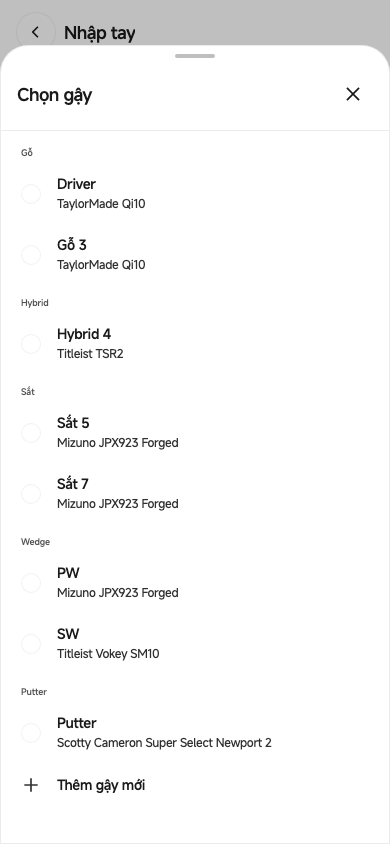 Nhập tay
Chọn gậy
Gỗ
Driver
TaylorMade Qi10
Gỗ 3
TaylorMade Qi10
Hybrid
Hybrid 4
Titleist TSR2
Sắt
Sắt 5
Mizuno JPX923 Forged
Sắt 7
Mizuno JPX923 Forged
Wedge
PW
Mizuno JPX923 Forged
SW
Titleist Vokey SM10
Putter
Putter
Scotty Cameron Super Select Newport 2
Thêm gậy mới